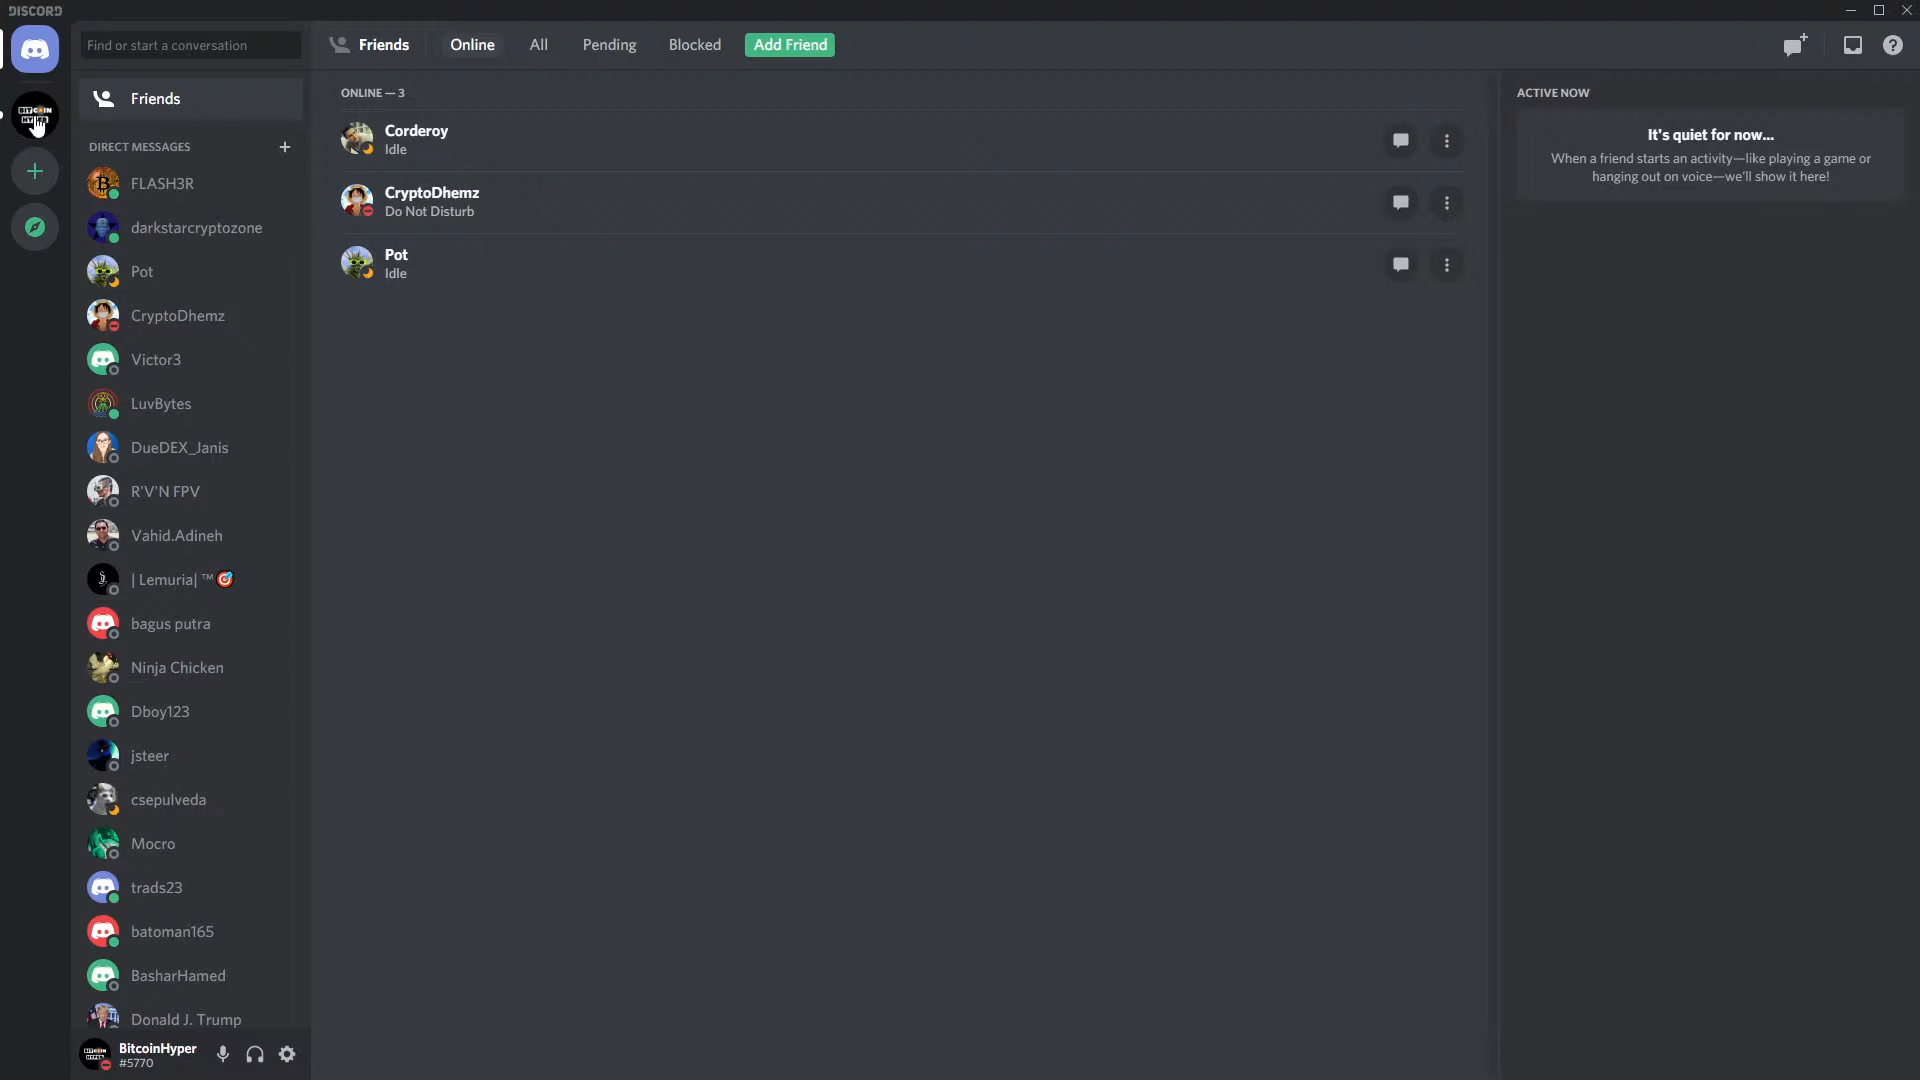 DISCORD
Find or start a conversation
Friends
Online
All
Pending
Blocked
Add Friend
BITCOIN
HYPER
Friends
DIRECT MESSAGES
FLASH3R
darkstarcryptozone
Pot
CryptoDhemz
Victor3
LuvBytes
DueDEX_Janis
R'V'N FPV
Vahid.Adineh
| Lemuria| ™🎯
bagus putra
Ninja Chicken
Dboy123
jsteer
csepulveda
Mocro
trads23
batoman165
BasharHamed
Donald J. Trump
BitcoinHyper
#5770
ONLINE — 3
Corderoy
Idle
CryptoDhemz
Do Not Disturb
Pot
Idle
ACTIVE NOW
It's quiet for now...
When a friend starts an activity—like playing a game or
hanging out on voice—we'll show it here!